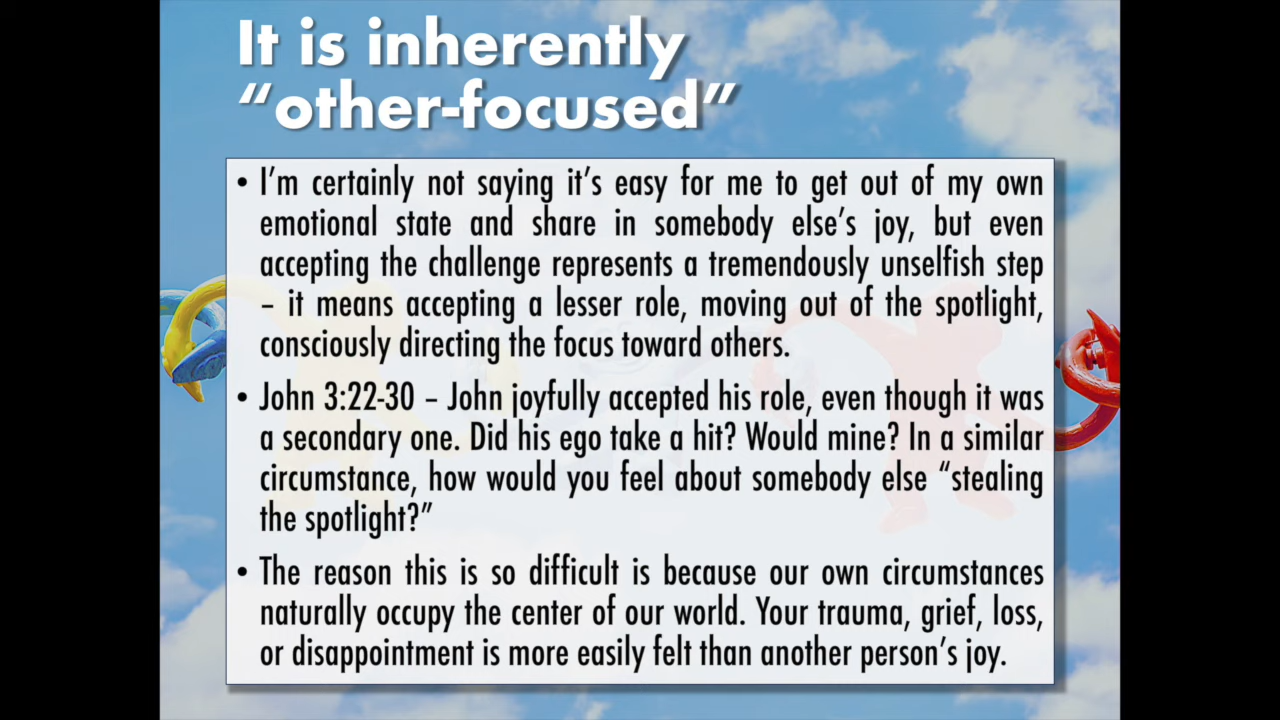 It is inherently
“other-focused”
• I’m certainly not saying it’s easy for me to get out of my own
emotional state and share in somebody else’s joy, but even
accepting the challenge represents a tremendously unselfish step
– it means accepting a lesser role, moving out of the spotlight,
consciously directing the focus toward others.
• John 3:22-30 – John joyfully accepted his role, even though it was
a secondary one. Did his ego take a hit? Would mine? In a similar
circumstance, how would you feel about somebody else “stealing
the spotlight?”
• The reason this is so difficult is because our own circumstances
naturally occupy the center of our world. Your trauma, grief, loss,
or disappointment is more easily felt than another person’s joy.